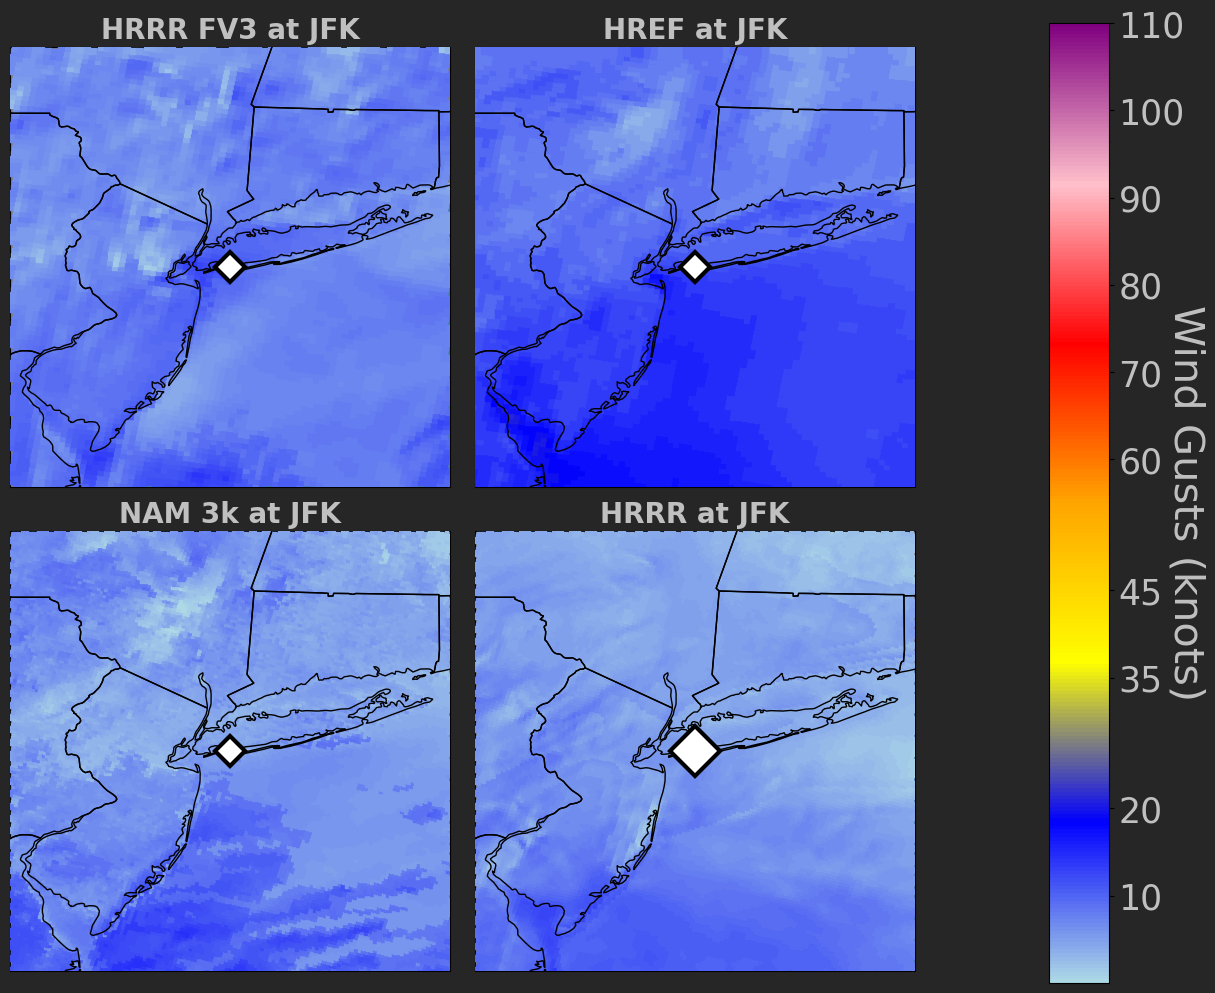 HRRR FV3 at JFK
HREF at JFK
NAM 3k at JFK
HRRR at JFK
110
100
90
80
70
60
45
35
20
10
Wind Gusts (knots)